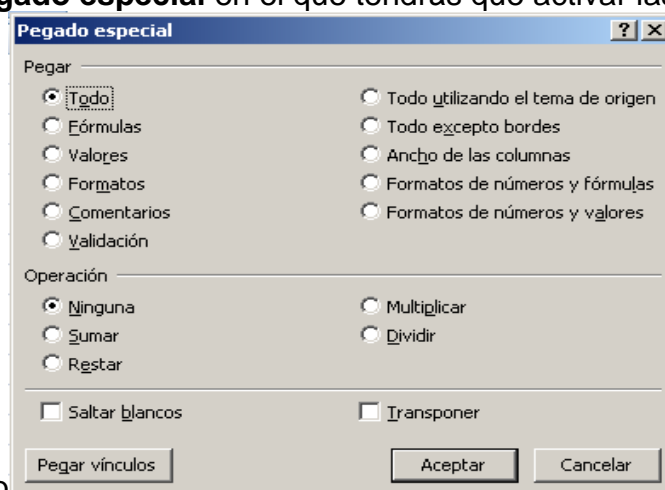 gado especial en el que tendrás que activar las
Pegado especial
Pegar
Todo
Todo utilizando el tema de origen
Fórmulas
Todo excepto bordes
Valores
Ancho de las columnas
Formatos
Formatos de números y fórmulas
Comentarios
Formatos de números y valores
Validación
Operación
Ninguna
Multiplicar
Sumar
Dividir
Restar
Saltar blancos
Transponer
Pegar vínculos
Aceptar
Cancelar